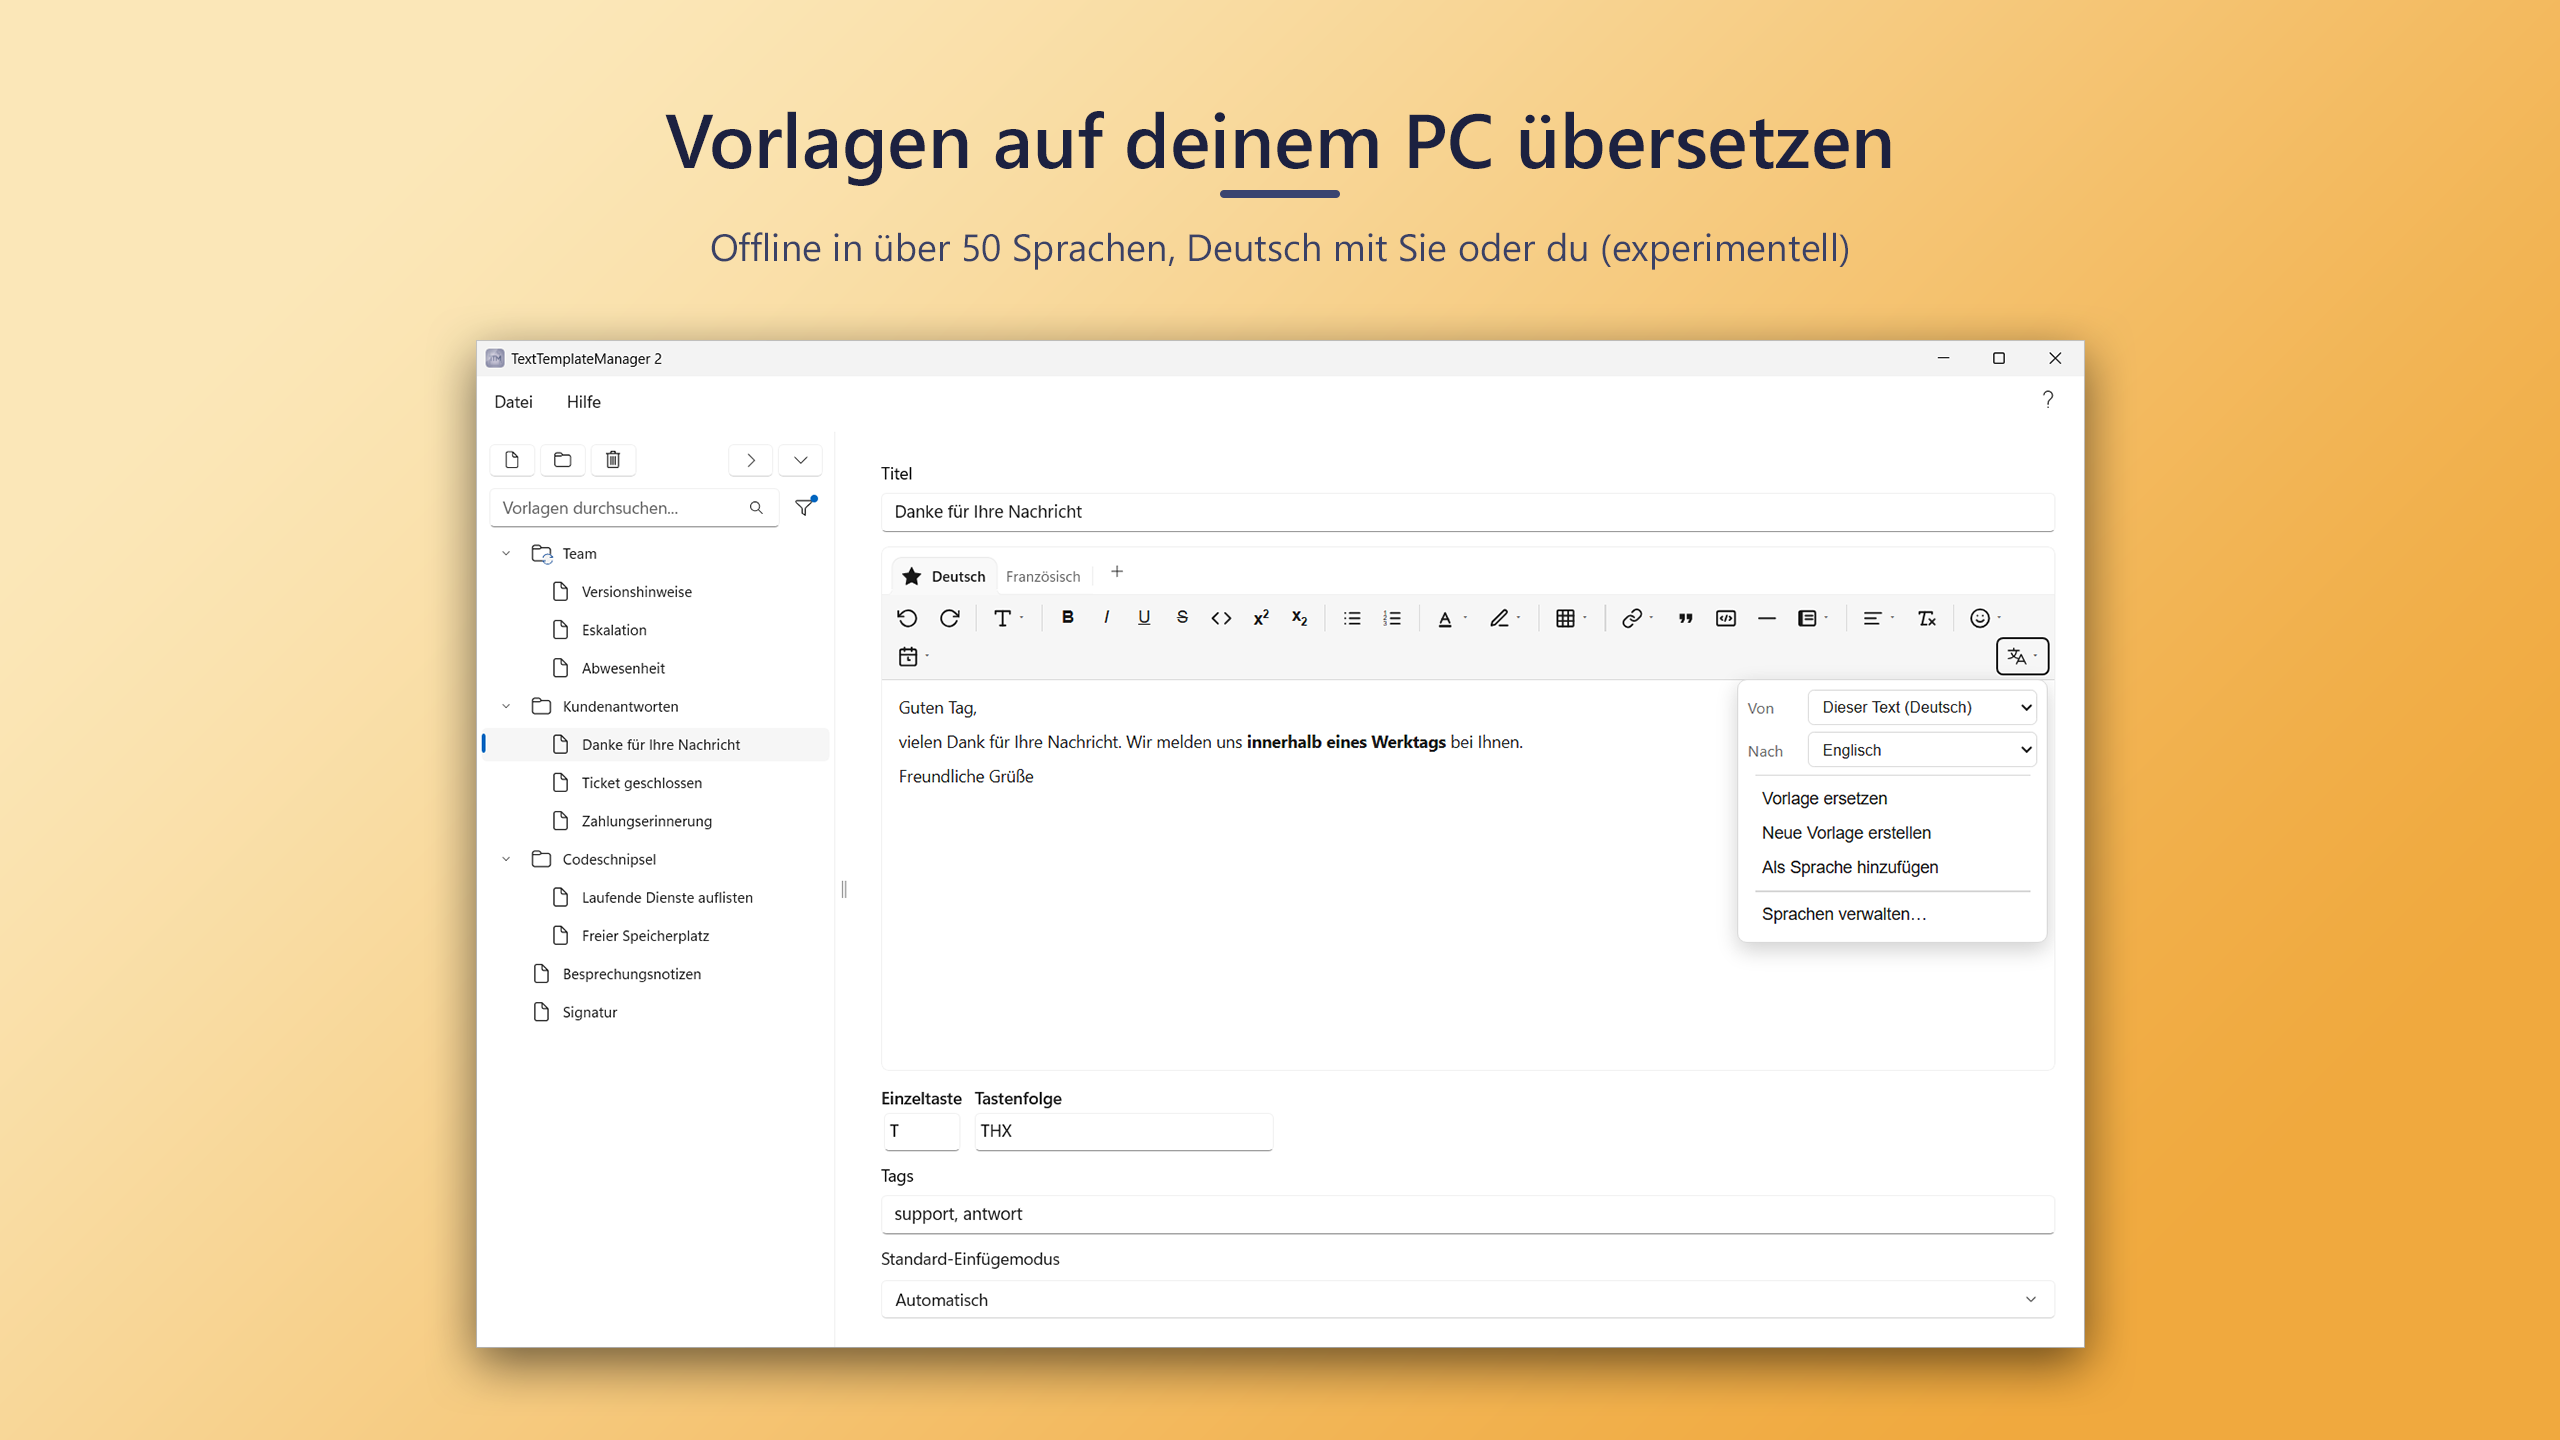 Vorlagen auf deinem PC übersetzen
Offline in über 50 Sprachen, Deutsch mit Sie oder du (experimentell)
TextTemplateManager 2
Datei Hilfe
Vorlagen durchsuchen...
Team
Versionshinweise
Eskalation
Abwesenheit
Kundenantworten
Danke für Ihre Nachricht
Ticket geschlossen
Zahlungserinnerung
Codeschnipsel
Laufende Dienste auflisten
Freier Speicherplatz
Besprechungsnotizen
Signatur
Titel
Danke für Ihre Nachricht
Deutsch Französisch
Guten Tag,
vielen Dank für Ihre Nachricht. Wir melden uns innerhalb eines Werktags bei Ihnen.
Freundliche Grüße
Von Dieser Text (Deutsch)
Nach Englisch
Vorlage ersetzen
Neue Vorlage erstellen
Als Sprache hinzufügen
Sprachen verwalten…
Einzeltaste Tastenfolge
T THX
Tags
support, antwort
Standard-Einfügemodus
Automatisch